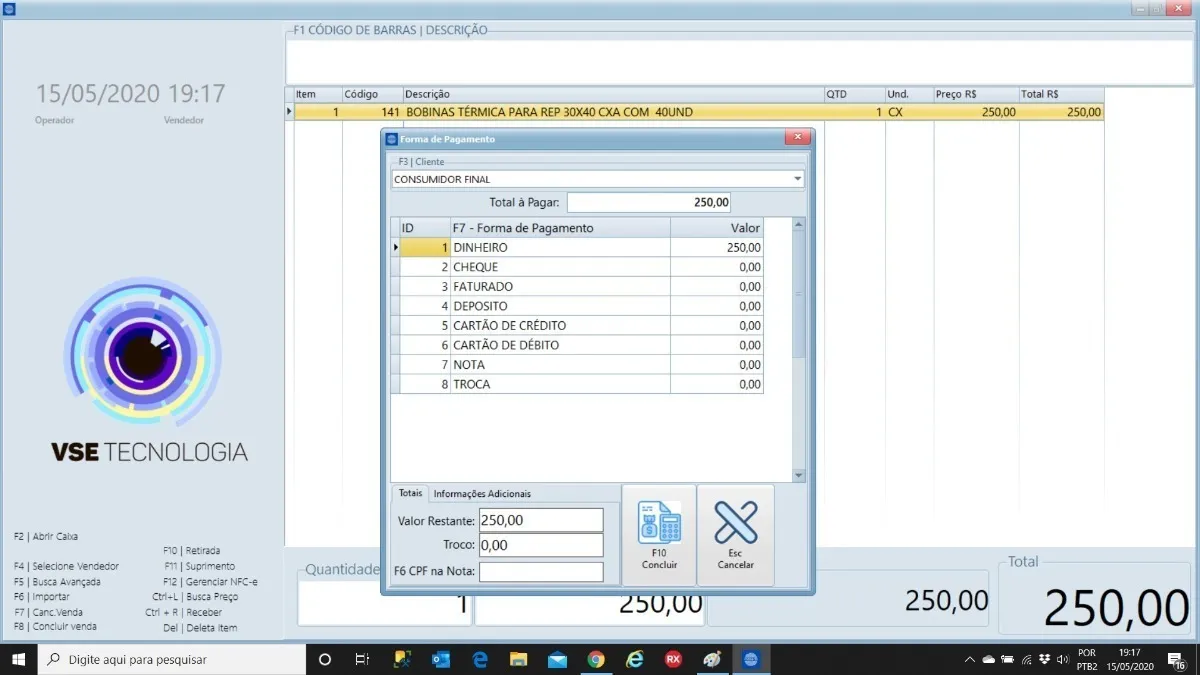 F1 CÓDIGO DE BARRAS | DESCRIÇÃO
15/05/2020 19:17
Operador Vendedor
Item Código Descrição QTD Und. Preço R$ Total R$
1 141 BOBINAS TÉRMICA PARA REP 30X40 CXA COM 40UND 1 CX 250,00 250,00
Forma de Pagamento
F3 | Cliente
CONSUMIDOR FINAL
Total à Pagar: 250,00
ID F7 - Forma de Pagamento Valor
1 DINHEIRO 250,00
2 CHEQUE 0,00
3 FATURADO 0,00
4 DEPOSITO 0,00
5 CARTÃO DE CRÉDITO 0,00
6 CARTÃO DE DÉBITO 0,00
7 NOTA 0,00
8 TROCA 0,00
VSE TECNOLOGIA
Totais Informações Adicionais
Valor Restante: 250,00
Troco: 0,00
F6 CPF na Nota:
F10
Concluir
Esc
Cancelar
F2 | Abrir Caixa
F4 | Selecione Vendedor
F5 | Busca Avançada
F6 | Importar
F7 | Canc.Venda
F8 | Concluir venda
F10 | Retirada
F11 | Suprimento
F12 | Gerenciar NFC-e
Ctrl+L | Busca Preço
Ctrl + R | Receber
Del | Deleta item
Quantidade
1
250,00
250,00
Total
250,00
Digite aqui para pesquisar
RX
POR
PTB2
19:17
15/05/2020
16